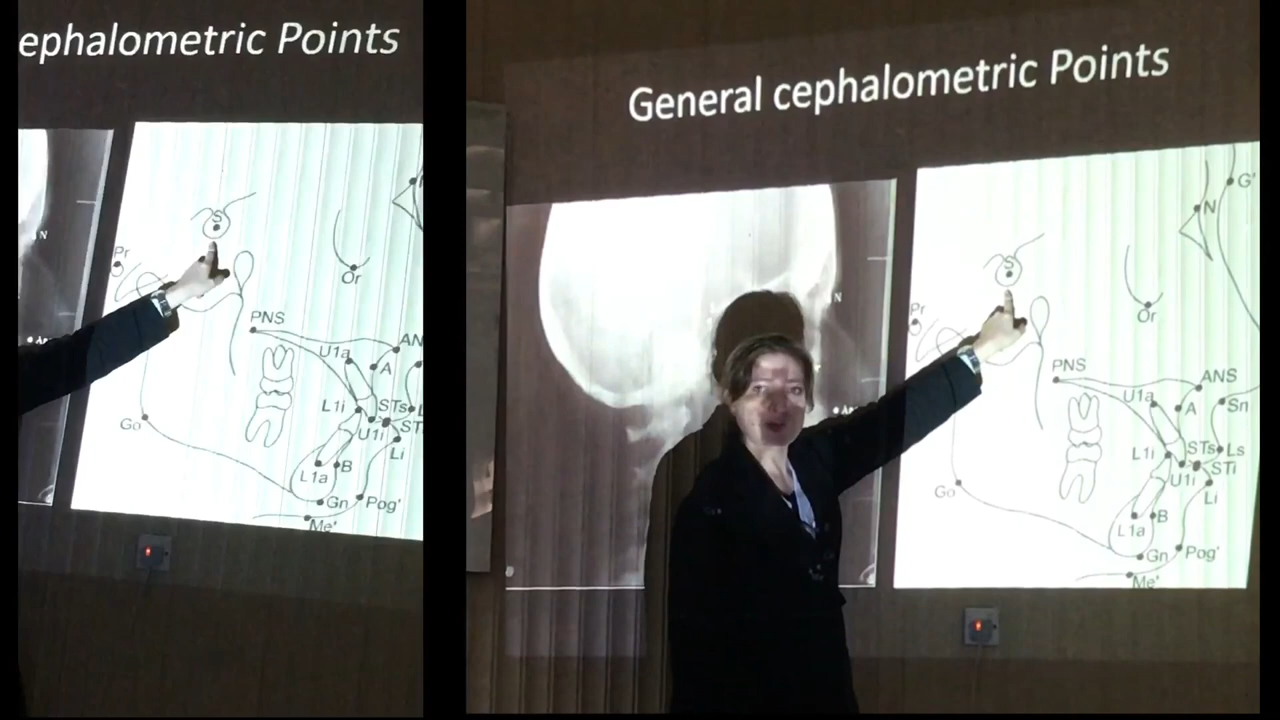 ephalometric Points
N
S
Pr
Or
PNS
AN
U1a
A
L1i
STs
Go
U1i
ST
Li
L1a
B
Gn
Pog'
Me'
General cephalometric Points
G'
N
S
N
Pr
Or
PNS
ANS
U1a
A
Sn
L1i
STs
Ls
STi
U1i
Li
Go
B
L1a
Gn
Pog'
Me'